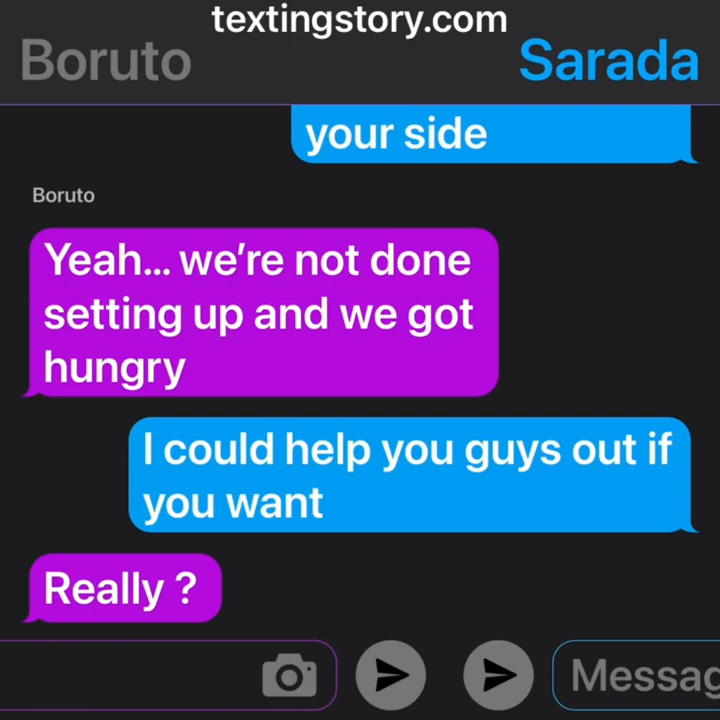 textingstory.com
Boruto
Sarada
your side
Boruto
Yeah... we're not done
setting up and we got
hungry
I could help you guys out if
you want
Really ?
Messag